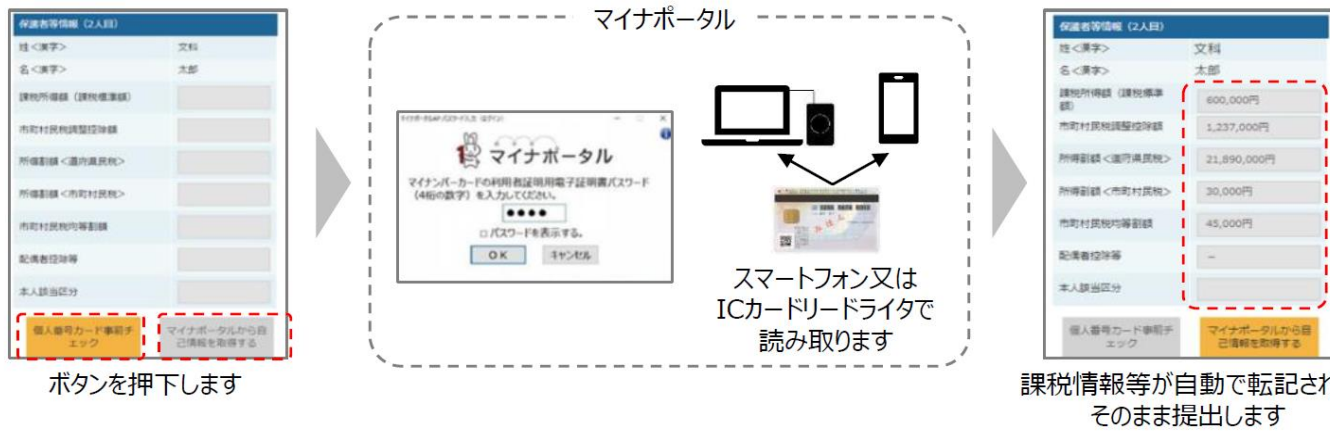 保護者等情報（2人目）
姓<漢字> 文科
名<漢字> 太郎
課税所得額（課税標準額）
市町村民税調整控除額
所得割額<道府県民税>
所得割額<市町村民税>
市町村民税均等割額
配偶者控除等
本人該当区分
個人番号カード事前チ
ェック
マイナポータルから自
己情報を取得する
ボタンを押下します
マイナポータル
マイナポータル
マイナンバーカードの利用者証明用電子証明書パスワード
（4桁の数字）を入力してください。
●●●●
□パスワードを表示する。
OK キャンセル
スマートフォン又は
ICカードリードライタで
読み取ります
保護者等情報（2人目）
姓<漢字> 文科
名<漢字> 太郎
課税所得額（課税標準
額） 600,000円
市町村民税調整控除額 1,237,000円
所得割額<道府県民税> 21,890,000円
所得割額<市町村民税> 30,000円
市町村民税均等割額 45,000円
配偶者控除等 －
本人該当区分
個人番号カード事前チ
ェック
マイナポータルから自
己情報を取得する
課税情報等が自動で転記され
そのまま提出します